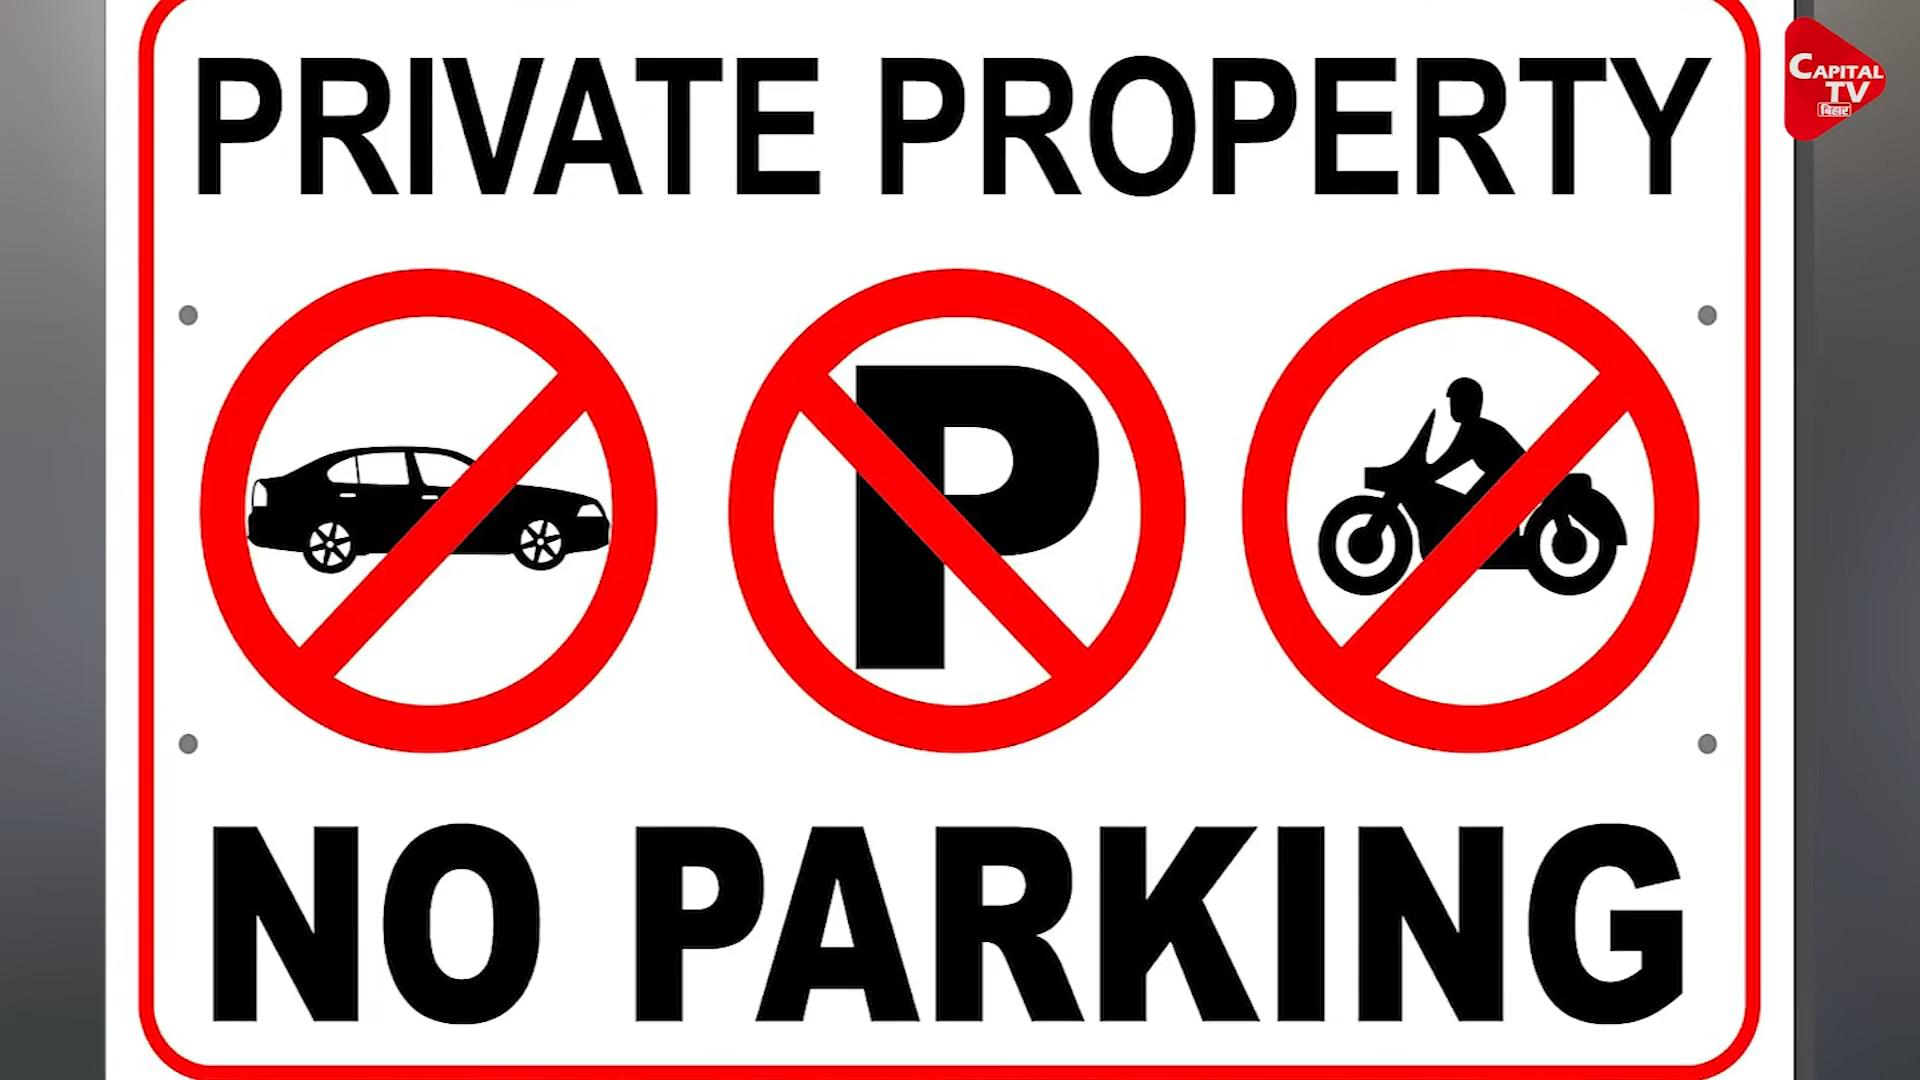 PRIVATE PROPERTY
CAPITAL
TV
बिहार
P
NO PARKING